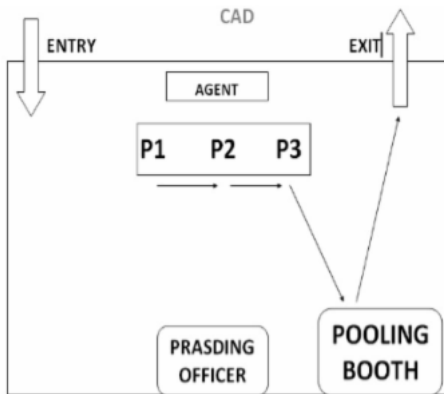 CAD
ENTRY
EXIT
AGENT
P1 P2 P3
PRASDING
OFFICER
POOLING
BOOTH